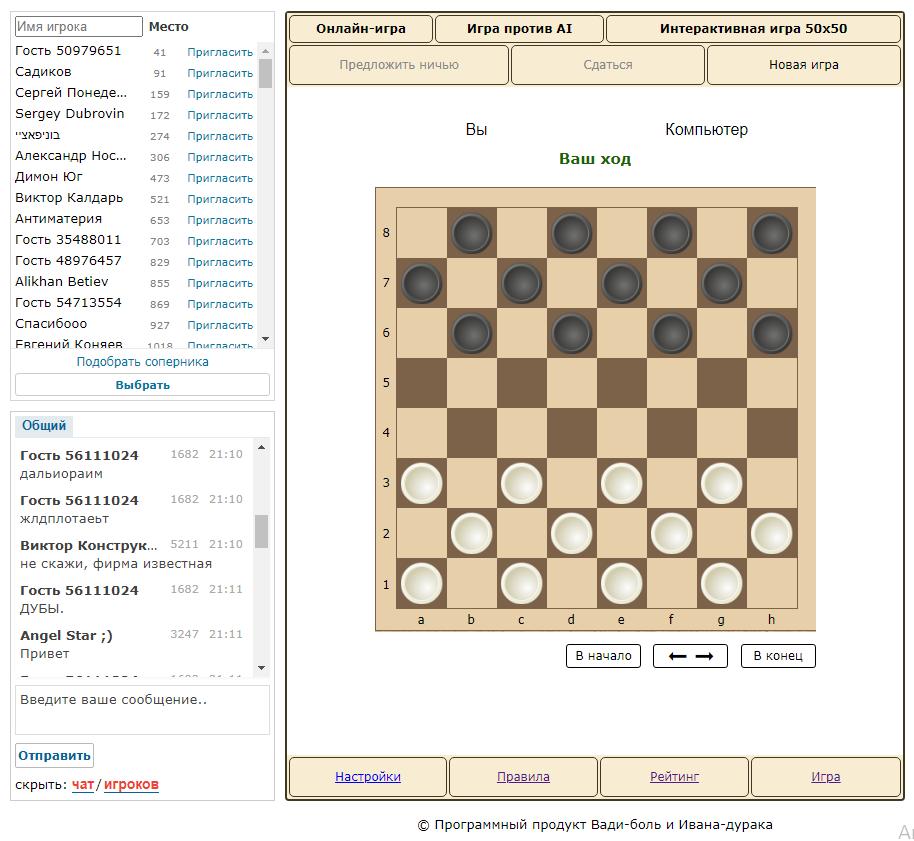 Имя игрока Место
Гость 50979651 41 Пригласить
Садиков 91 Пригласить
Сергей Понеде... 159 Пригласить
Sergey Dubrovin 172 Пригласить
בוניפאציי 274 Пригласить
Александр Нос... 306 Пригласить
Димон Юг 473 Пригласить
Виктор Калдарь 521 Пригласить
Антиматерия 653 Пригласить
Гость 35488011 703 Пригласить
Гость 48976457 829 Пригласить
Alikhan Betiev 855 Пригласить
Гость 54713554 869 Пригласить
Спасибооо 927 Пригласить
Евгений Коняев 1018 Пригласить
Подобрать соперника
Выбрать
Общий
Гость 56111024 1682 21:10
дальиораим
Гость 56111024 1682 21:10
жлдплотаеьт
Виктор Конструк... 5211 21:10
не скажи, фирма известная
Гость 56111024 1682 21:11
ДУБЫ.
Angel Star ;) 3247 21:11
Привет
Введите ваше сообщение..
Отправить
скрыть: чат/игроков
Онлайн-игра Игра против AI Интерактивная игра 50x50
Предложить ничью Сдаться Новая игра
Вы Компьютер
Ваш ход
8
7
6
5
4
3
2
1
a b c d e f g h
В начало В конец
Настройки Правила Рейтинг Игра
© Программный продукт Вади-боль и Ивана-дурака